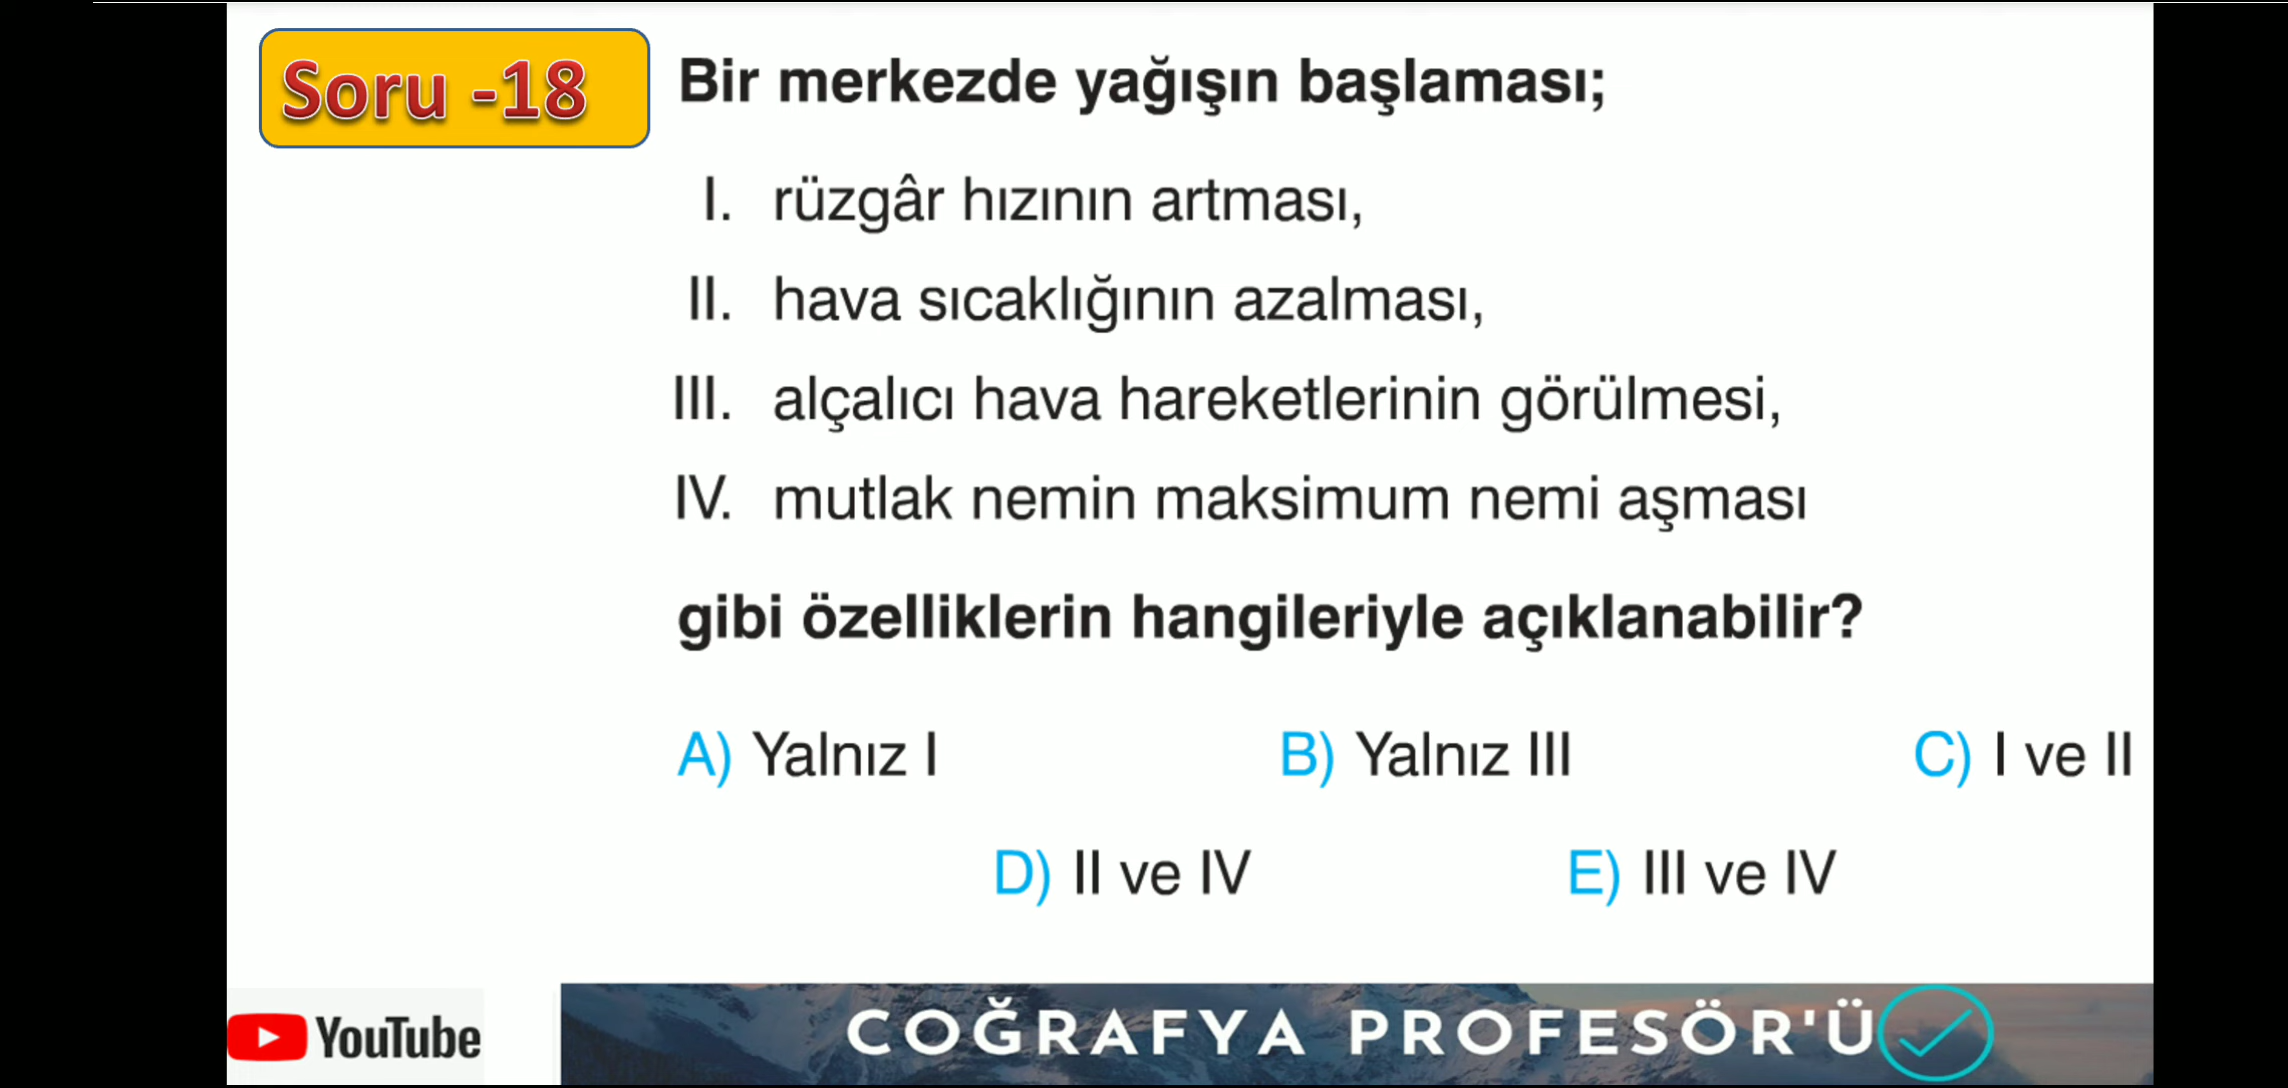 Soru -18
Bir merkezde yağışın başlaması;
I. rüzgâr hızının artması,
II. hava sıcaklığının azalması,
III. alçalıcı hava hareketlerinin görülmesi,
IV. mutlak nemin maksimum nemi aşması
gibi özelliklerin hangileriyle açıklanabilir?
A) Yalnız I B) Yalnız III C) I ve II
D) II ve IV E) III ve IV
YouTube COĞRAFYA PROFESÖR'Ü